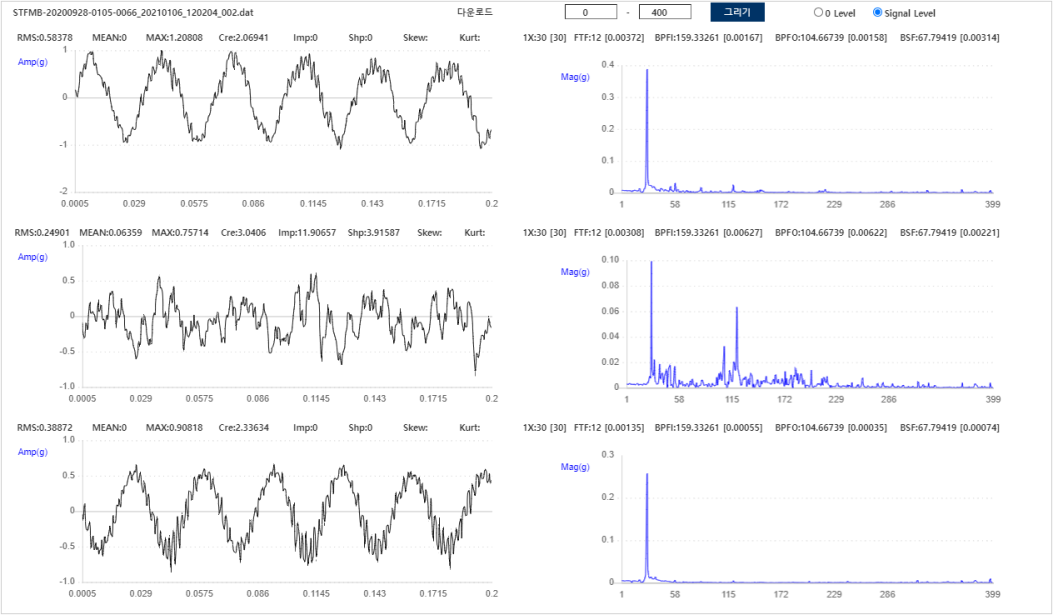 STFMB-20200928-0105-0066_20210106_120204_002.dat 다운로드 0 - 400 그리기 0 Level Signal Level
RMS:0.58378 MEAN:0 MAX:1.20808 Cre:2.06941 Imp:0 Shp:0 Skew: Kurt: 1X:30 [30] FTF:12 [0.00372] BPFI:159.33261 [0.00167] BPFO:104.66739 [0.00158] BSF:67.79419 [0.00314]
Amp(g)
1
0
-1
-2
0.0005 0.029 0.0575 0.086 0.1145 0.143 0.1715 0.2
Mag(g)
0.4
0.3
0.2
0.1
0
1 58 115 172 229 286 399
RMS:0.24901 MEAN:0.06359 MAX:0.75714 Cre:3.0406 Imp:11.90657 Shp:3.91587 Skew: Kurt: 1X:30 [30] FTF:12 [0.00308] BPFI:159.33261 [0.00627] BPFO:104.66739 [0.00622] BSF:67.79419 [0.00221]
Amp(g)
1.0
0.5
0
-0.5
-1.0
0.0005 0.029 0.0575 0.086 0.1145 0.143 0.1715 0.2
Mag(g)
0.10
0.08
0.06
0.04
0.02
0
1 58 115 172 229 286 399
RMS:0.38872 MEAN:0 MAX:0.90818 Cre:2.33634 Imp:0 Shp:0 Skew: Kurt: 1X:30 [30] FTF:12 [0.00135] BPFI:159.33261 [0.00055] BPFO:104.66739 [0.00035] BSF:67.79419 [0.00074]
Amp(g)
1.0
0.5
0
-0.5
-1.0
0.0005 0.029 0.0575 0.086 0.1145 0.143 0.1715 0.2
Mag(g)
0.3
0.2
0.1
0
1 58 115 172 229 286 399